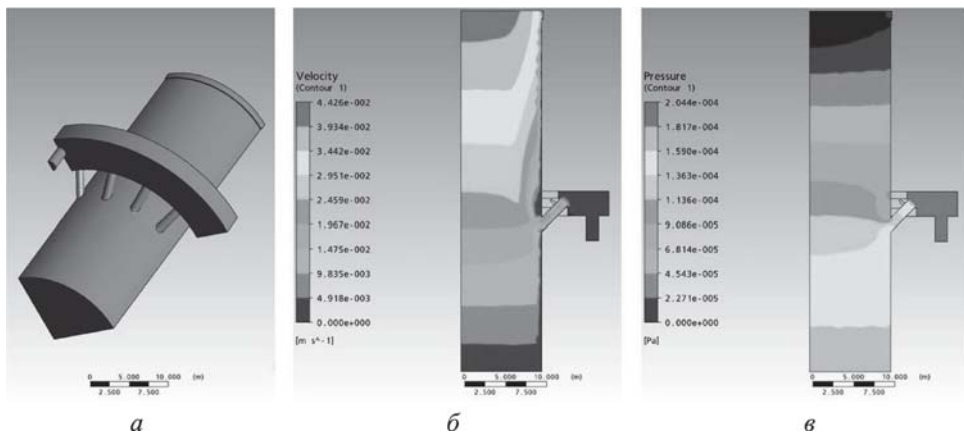 0 5.000 10.000 (m)
2.500 7.500
а
Velocity
(Contour 1)
4.426e-002
3.934e-002
3.442e-002
2.951e-002
2.459e-002
1.967e-002
1.475e-002
9.835e-003
4.918e-003
0.000e+000
[m s^-1]
0 5.000 10.000 (m)
2.500 7.500
б
Pressure
(Contour 1)
2.044e-004
1.817e-004
1.590e-004
1.363e-004
1.136e-004
9.086e-005
6.814e-005
4.543e-005
2.271e-005
0.000e+000
[Pa]
0 5.000 10.000 (m)
2.500 7.500
в